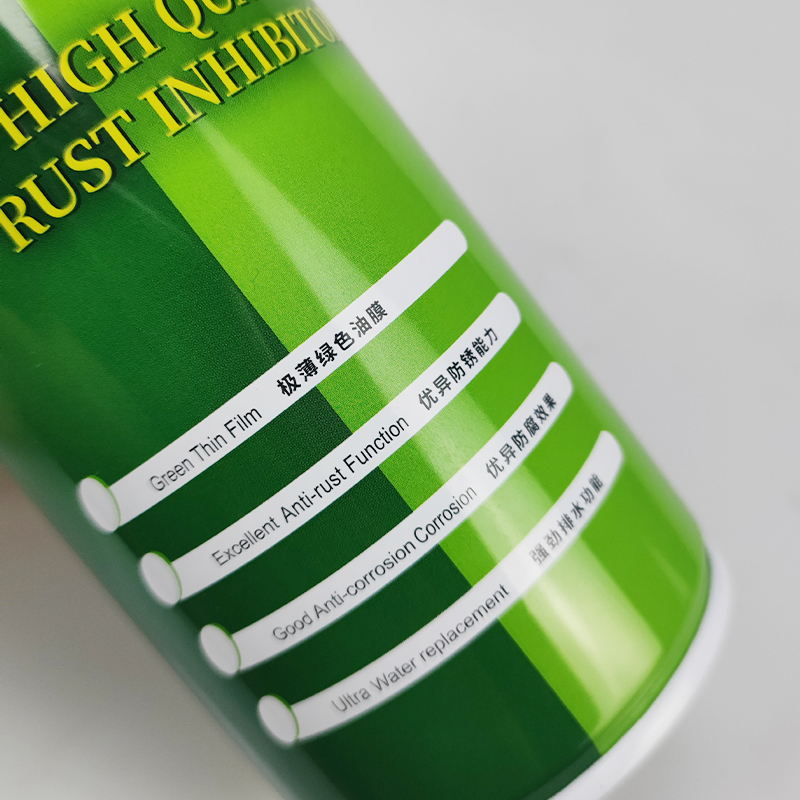 HIGH
RUST INHIBITOR
Green Thin Film 极薄绿色油膜
Excellent Anti-rust Function 优异防锈能力
Good Anti-corrosion Corrosion 优异防腐效果
Ultra Water replacement 强劲排水功能